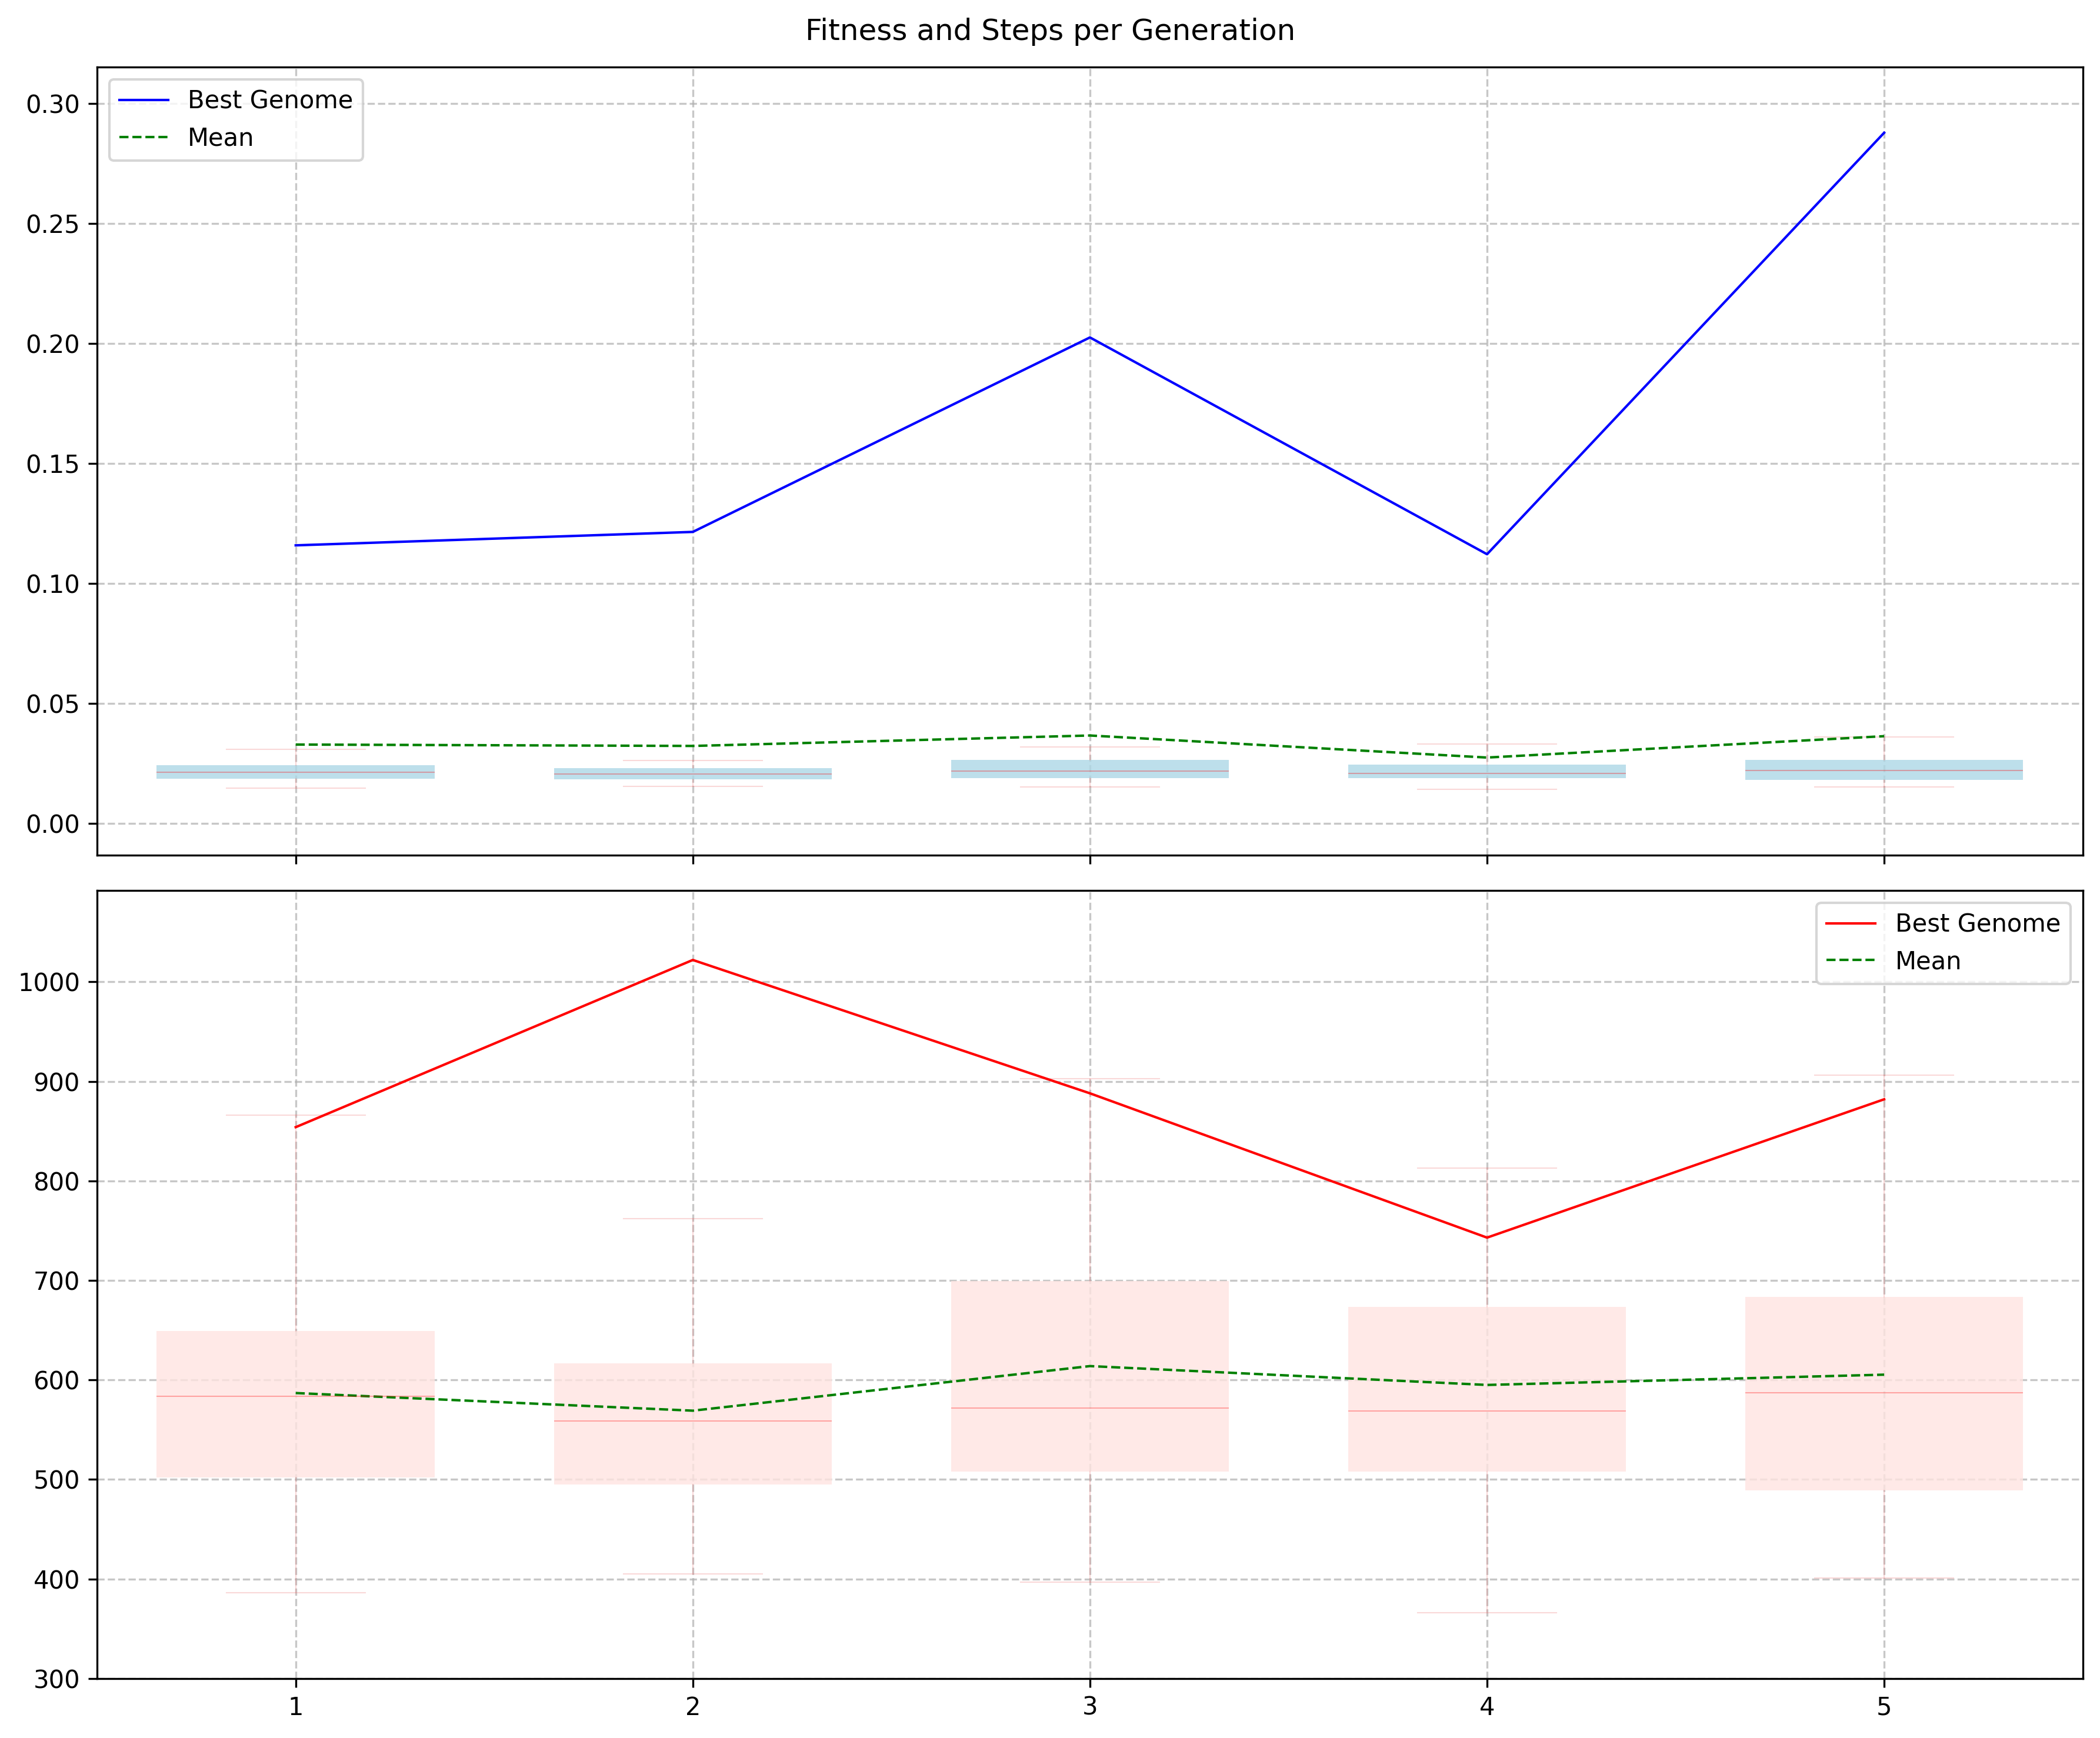 Fitness and Steps per Generation
Best Genome
Mean
0.30
0.25
0.20
0.15
0.10
0.05
0.00
Best Genome
Mean
1000
900
800
700
600
500
400
300
1 2 3 4 5